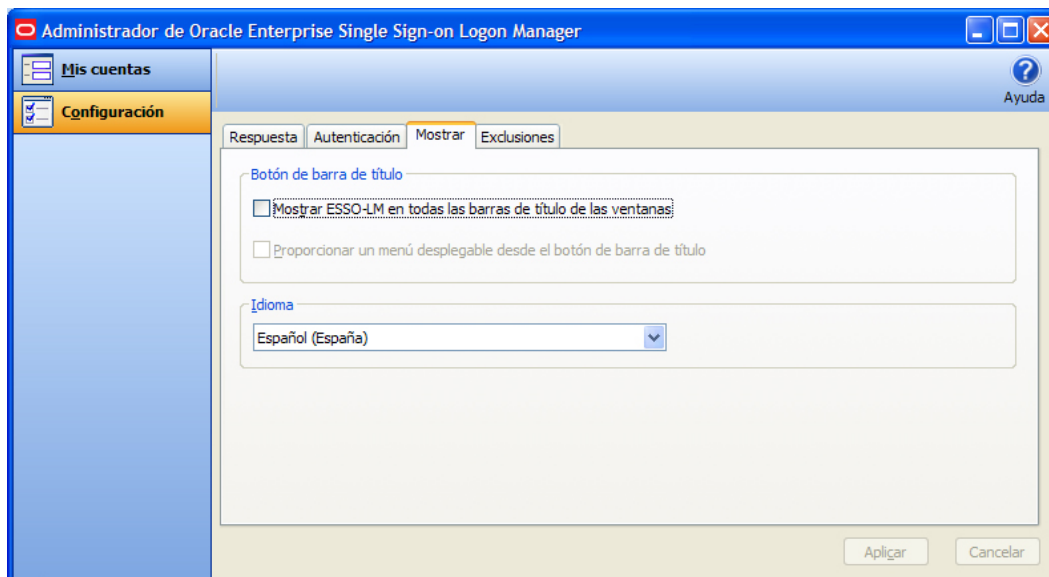 Administrador de Oracle Enterprise Single Sign-on Logon Manager
Mis cuentas
Configuración
Ayuda
Respuesta Autenticación Mostrar Exclusiones
Botón de barra de título
Mostrar ESSO-LM en todas las barras de título de las ventanas
Proporcionar un menú desplegable desde el botón de barra de título
Idioma
Español (España)
Aplicar Cancelar